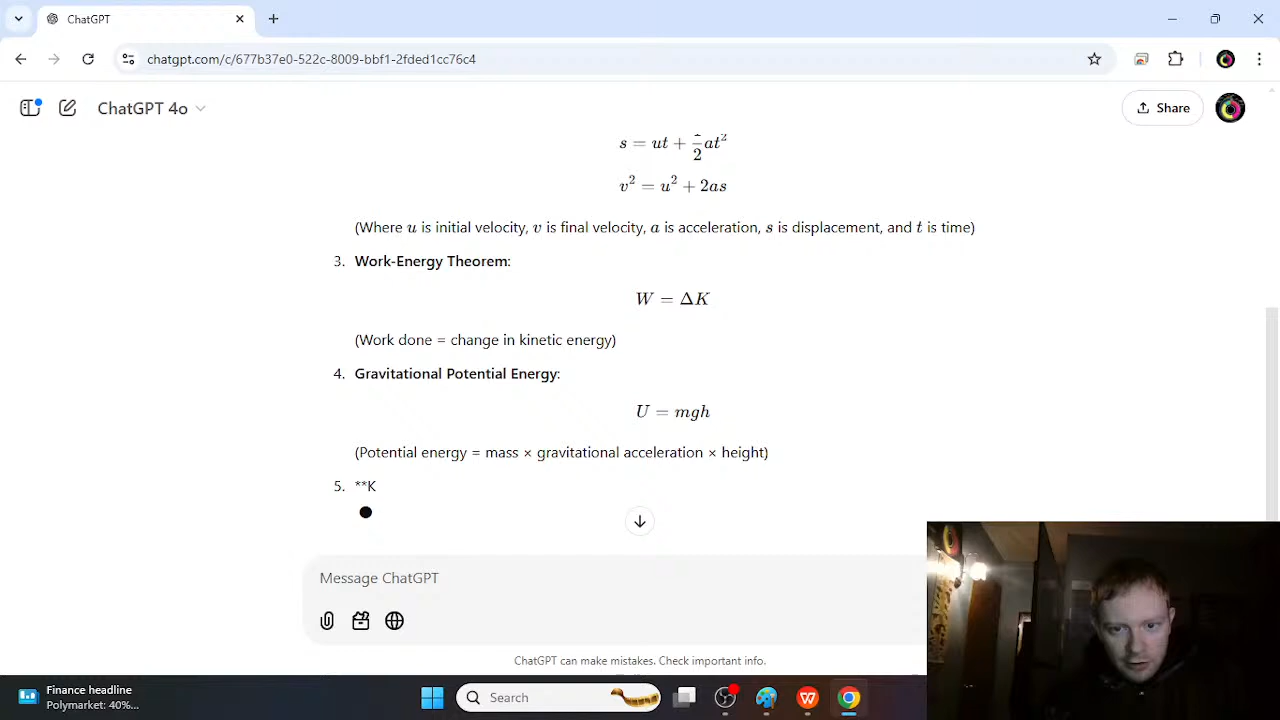 ChatGPT
chatgpt.com/c/677b37e0-522c-8009-bbf1-2fded1cc76c4
ChatGPT 4o
Share
s = ut + 1/2 at²
v² = u² + 2as
(Where u is initial velocity, v is final velocity, a is acceleration, s is displacement, and t is time)
3. Work-Energy Theorem:
W = ΔK
(Work done = change in kinetic energy)
4. Gravitational Potential Energy:
U = mgh
(Potential energy = mass × gravitational acceleration × height)
5. **K
Message ChatGPT
ChatGPT can make mistakes. Check important info.
Finance headline
Polymarket: 40%...
Search